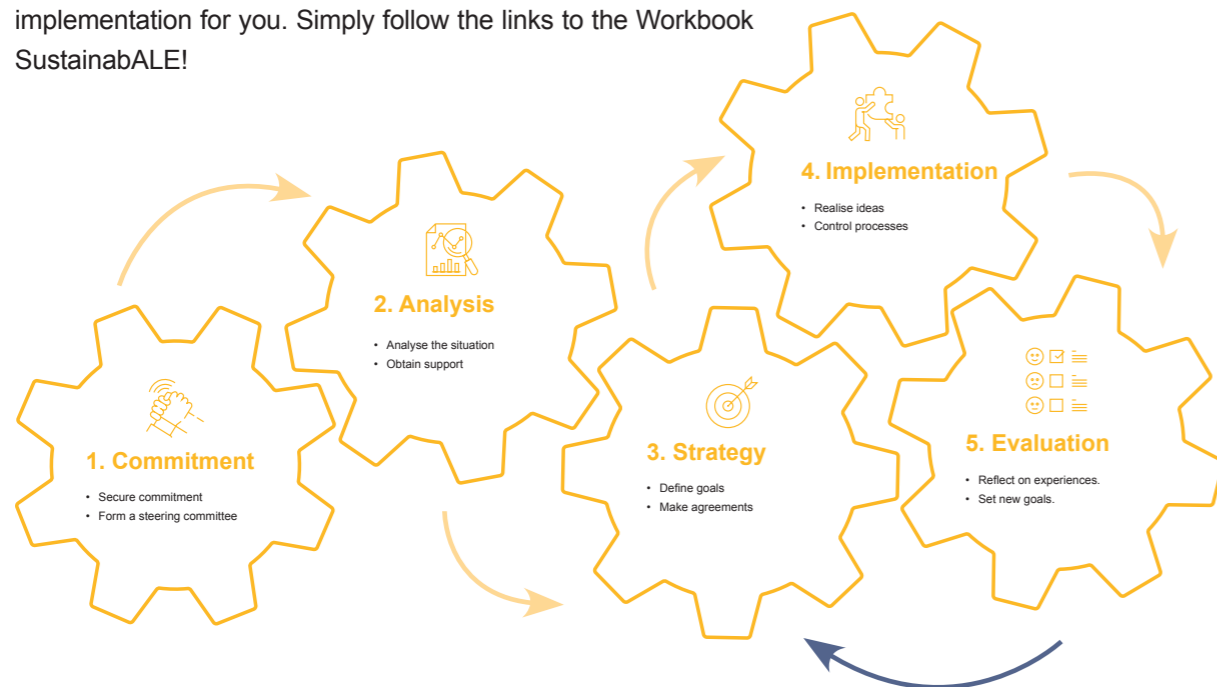 implementation for you. Simply follow the links to the Workbook
SustainabALE!
1. Commitment
• Secure commitment
• Form a steering committee
2. Analysis
• Analyse the situation
• Obtain support
3. Strategy
• Define goals
• Make agreements
4. Implementation
• Realise ideas
• Control processes
5. Evaluation
• Reflect on experiences.
• Set new goals.